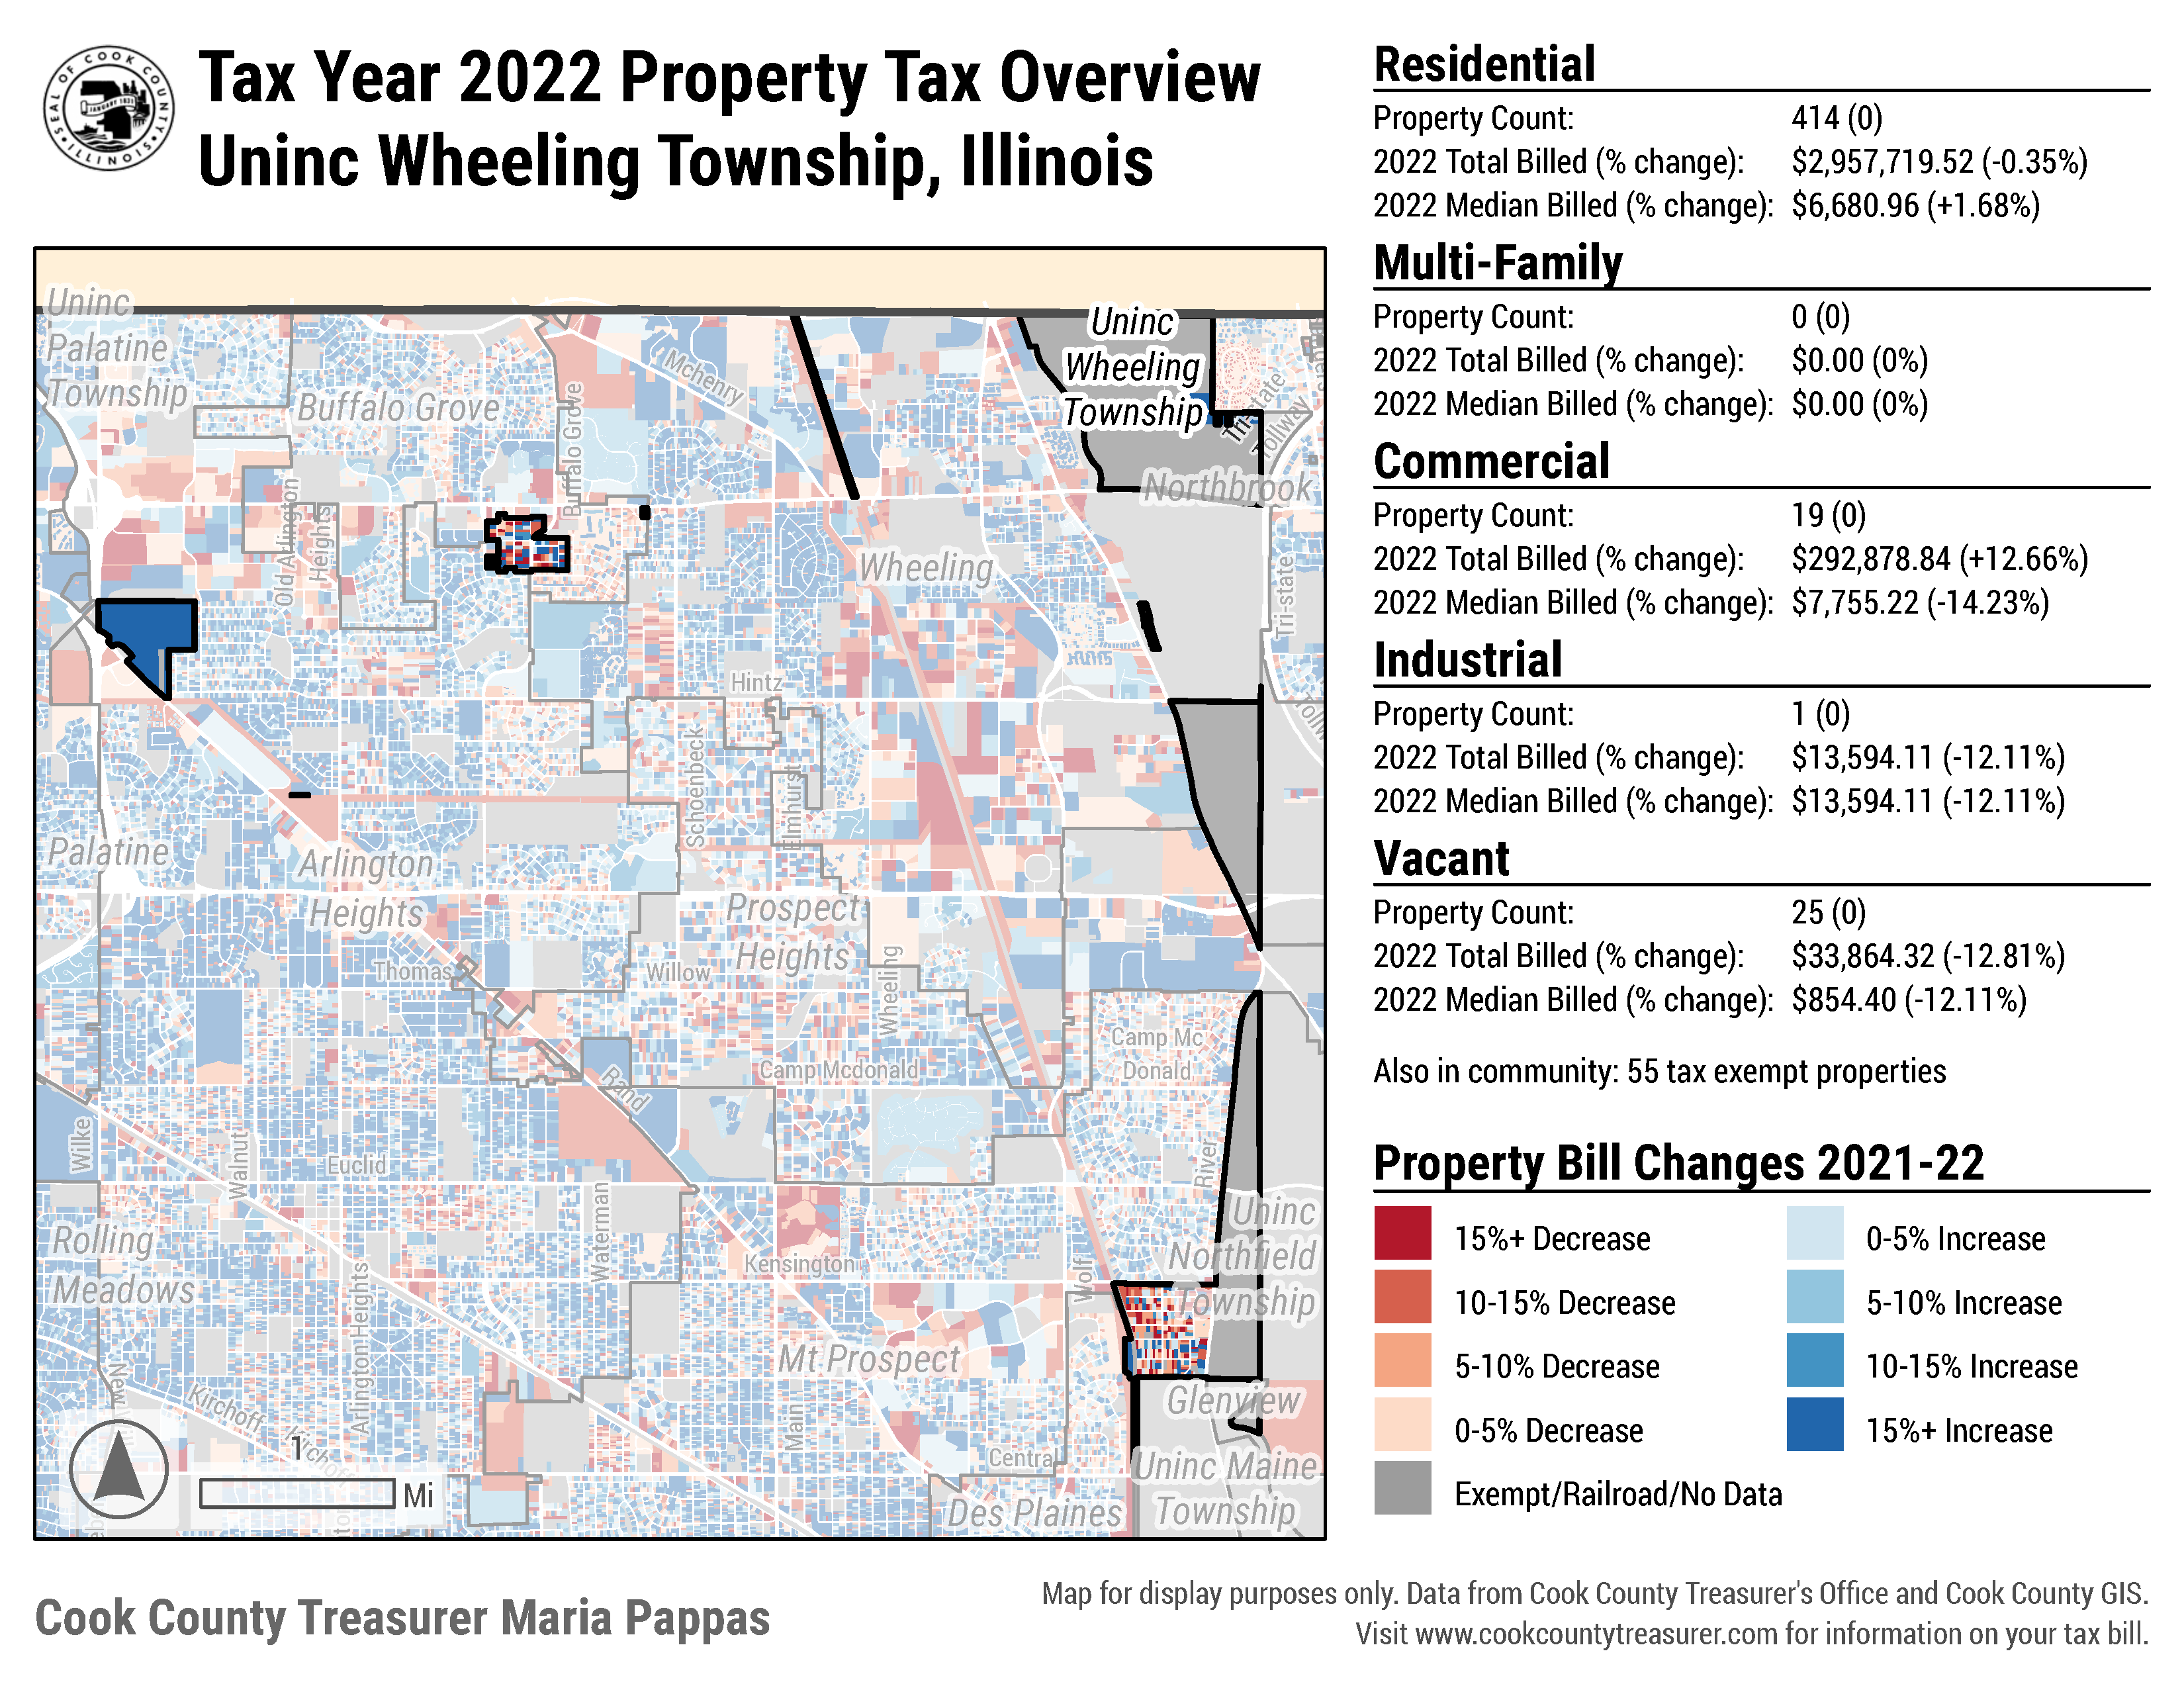 SEAL OF COOK COUNTY
ILLINOIS
JANUARY 1831
Tax Year 2022 Property Tax Overview
Uninc Wheeling Township, Illinois
Uninc
Palatine
Township
Buffalo Grove
Mchenry
Buffalo Grove
Uninc
Wheeling
Township
Tri-state
Tollway
Northbrook
Old Arlington
Heights
Wheeling
Tri-state
Hintz
Schoenbeck
Elmhurst
Palatine
Arlington
Heights
Prospect
Heights
Thomas
Willow
Wheeling
Camp Mc
Donald
Camp Mcdonald
Rand
Wilke
Walnut
Euclid
River
Waterman
Uninc
Northfield
Township
Rolling
Meadows
Kensington
Wolf
Arlington Heights
Mt Prospect
New
Kirchoff
Kirchoff
Main
Glenview
Central
Uninc Maine
Township
Des Plaines
1
Mi
Residential
Property Count: 414 (0)
2022 Total Billed (% change): $2,957,719.52 (-0.35%)
2022 Median Billed (% change): $6,680.96 (+1.68%)
Multi-Family
Property Count: 0 (0)
2022 Total Billed (% change): $0.00 (0%)
2022 Median Billed (% change): $0.00 (0%)
Commercial
Property Count: 19 (0)
2022 Total Billed (% change): $292,878.84 (+12.66%)
2022 Median Billed (% change): $7,755.22 (-14.23%)
Industrial
Property Count: 1 (0)
2022 Total Billed (% change): $13,594.11 (-12.11%)
2022 Median Billed (% change): $13,594.11 (-12.11%)
Vacant
Property Count: 25 (0)
2022 Total Billed (% change): $33,864.32 (-12.81%)
2022 Median Billed (% change): $854.40 (-12.11%)
Also in community: 55 tax exempt properties
Property Bill Changes 2021-22
15%+ Decrease
10-15% Decrease
5-10% Decrease
0-5% Decrease
Exempt/Railroad/No Data
0-5% Increase
5-10% Increase
10-15% Increase
15%+ Increase
Cook County Treasurer Maria Pappas
Map for display purposes only. Data from Cook County Treasurer's Office and Cook County GIS.
Visit www.cookcountytreasurer.com for information on your tax bill.